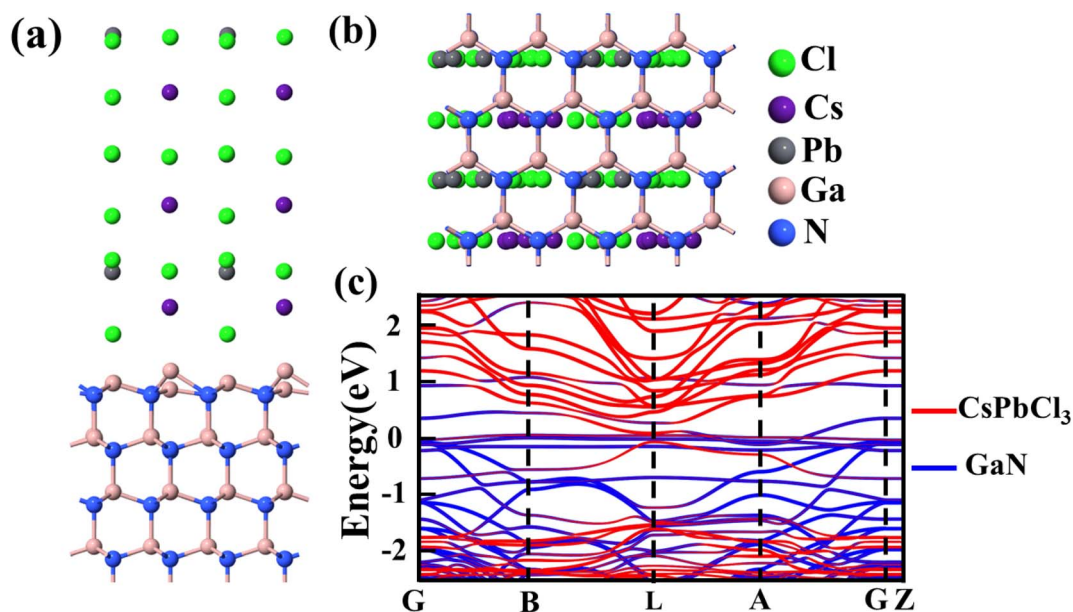 (a)
(b)
Cl
Cs
Pb
Ga
N
(c)
Energy(eV)
2
1
0
-1
-2
G B L A G Z
CsPbCl₃
GaN